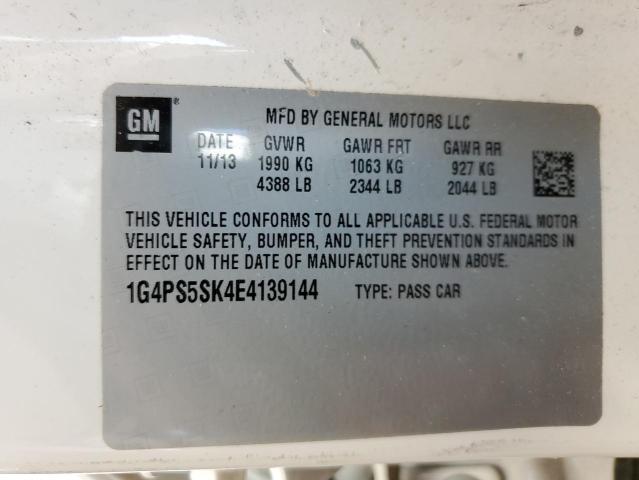 GM ®
MFD BY GENERAL MOTORS LLC
DATE GVWR GAWR FRT GAWR RR
11/13 1990 KG 1063 KG 927 KG
4388 LB 2344 LB 2044 LB
THIS VEHICLE CONFORMS TO ALL APPLICABLE U.S. FEDERAL MOTOR
VEHICLE SAFETY, BUMPER, AND THEFT PREVENTION STANDARDS IN
EFFECT ON THE DATE OF MANUFACTURE SHOWN ABOVE.
1G4PS5SK4E4139144 TYPE: PASS CAR